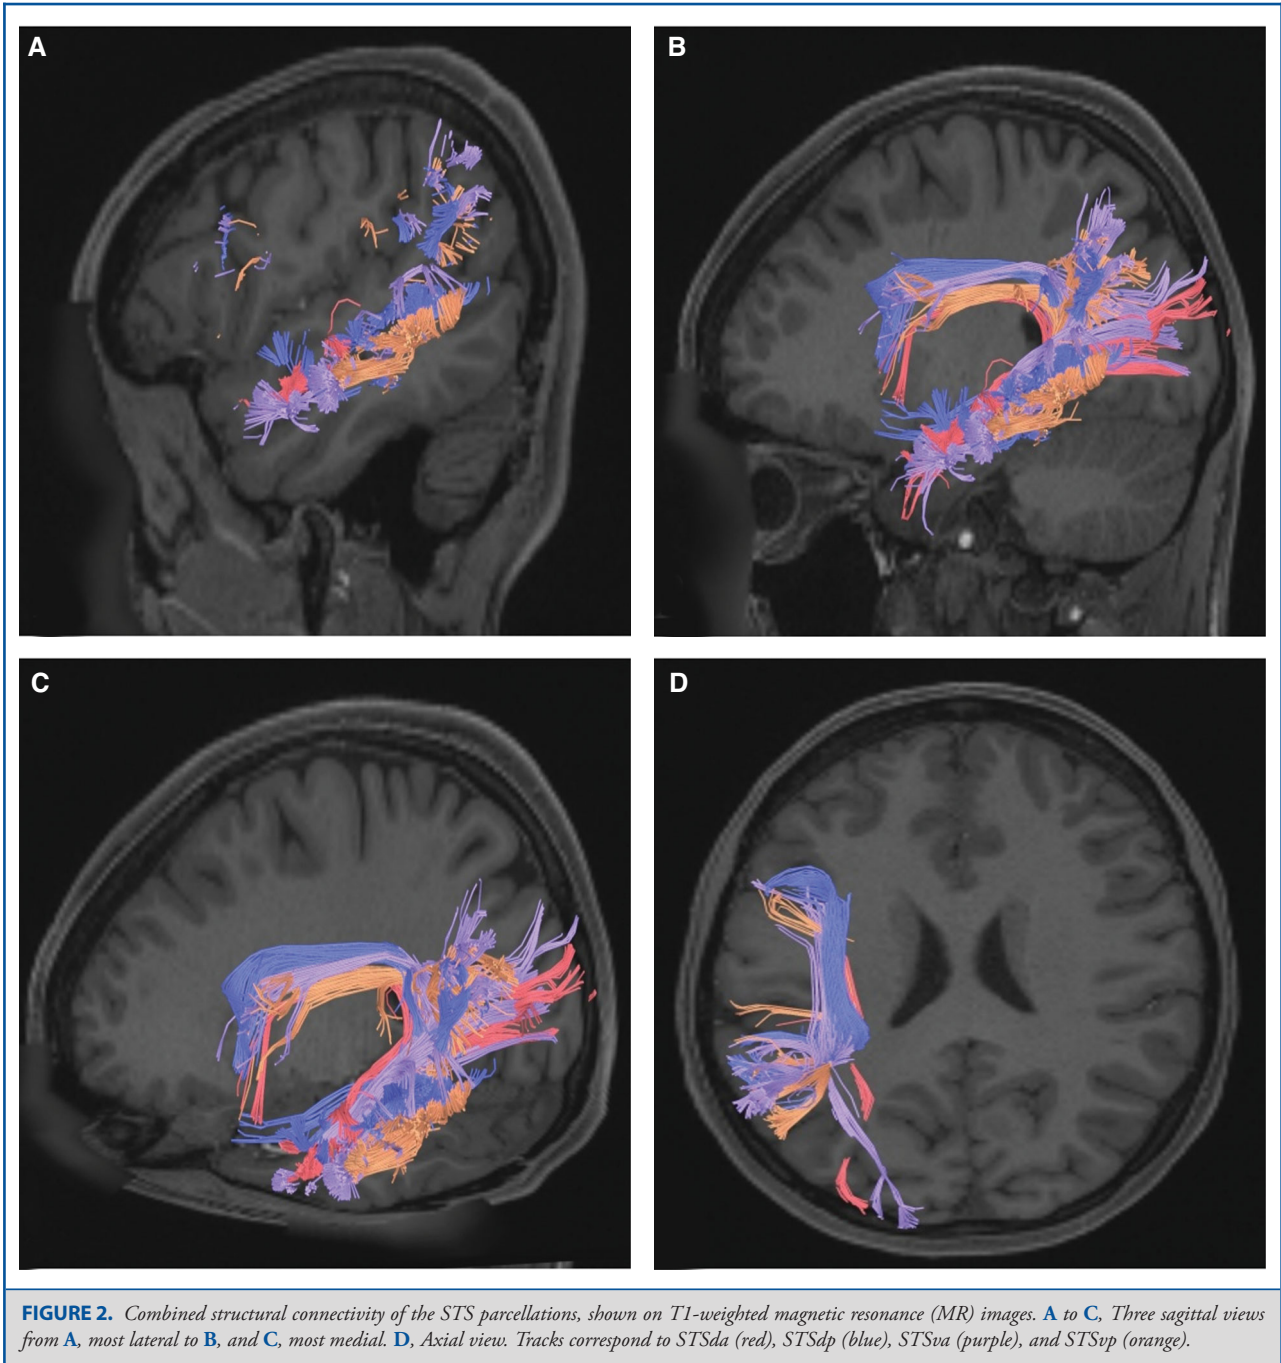 A
B
C
D
FIGURE 2. Combined structural connectivity of the STS parcellations, shown on T1-weighted magnetic resonance (MR) images. A to C, Three sagittal views
from A, most lateral to B, and C, most medial. D, Axial view. Tracks correspond to STSda (red), STSdp (blue), STSva (purple), and STSvp (orange).